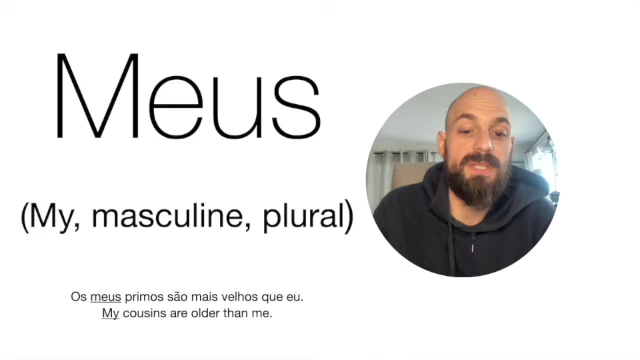 Meus
(My, masculine, plural)
Os meus primos são mais velhos que eu.
My cousins are older than me.